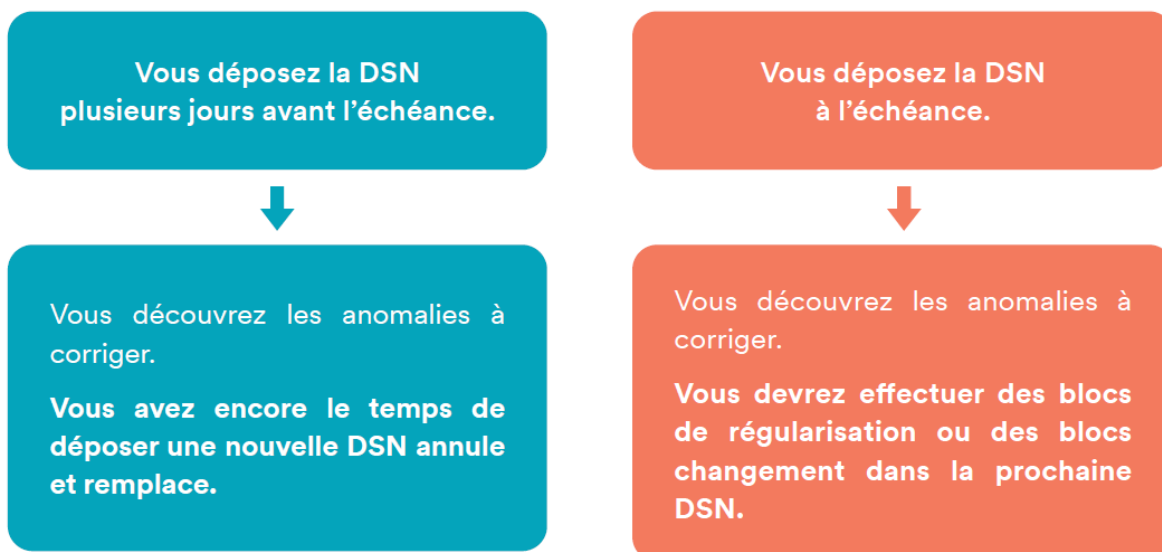 Vous déposez la DSN
plusieurs jours avant l'échéance.
Vous découvrez les anomalies à
corriger.
Vous avez encore le temps de
déposer une nouvelle DSN annule
et remplace.
Vous déposez la DSN
à l'échéance.
Vous découvrez les anomalies à
corriger.
Vous devrez effectuer des blocs
de régularisation ou des blocs
changement dans la prochaine
DSN.